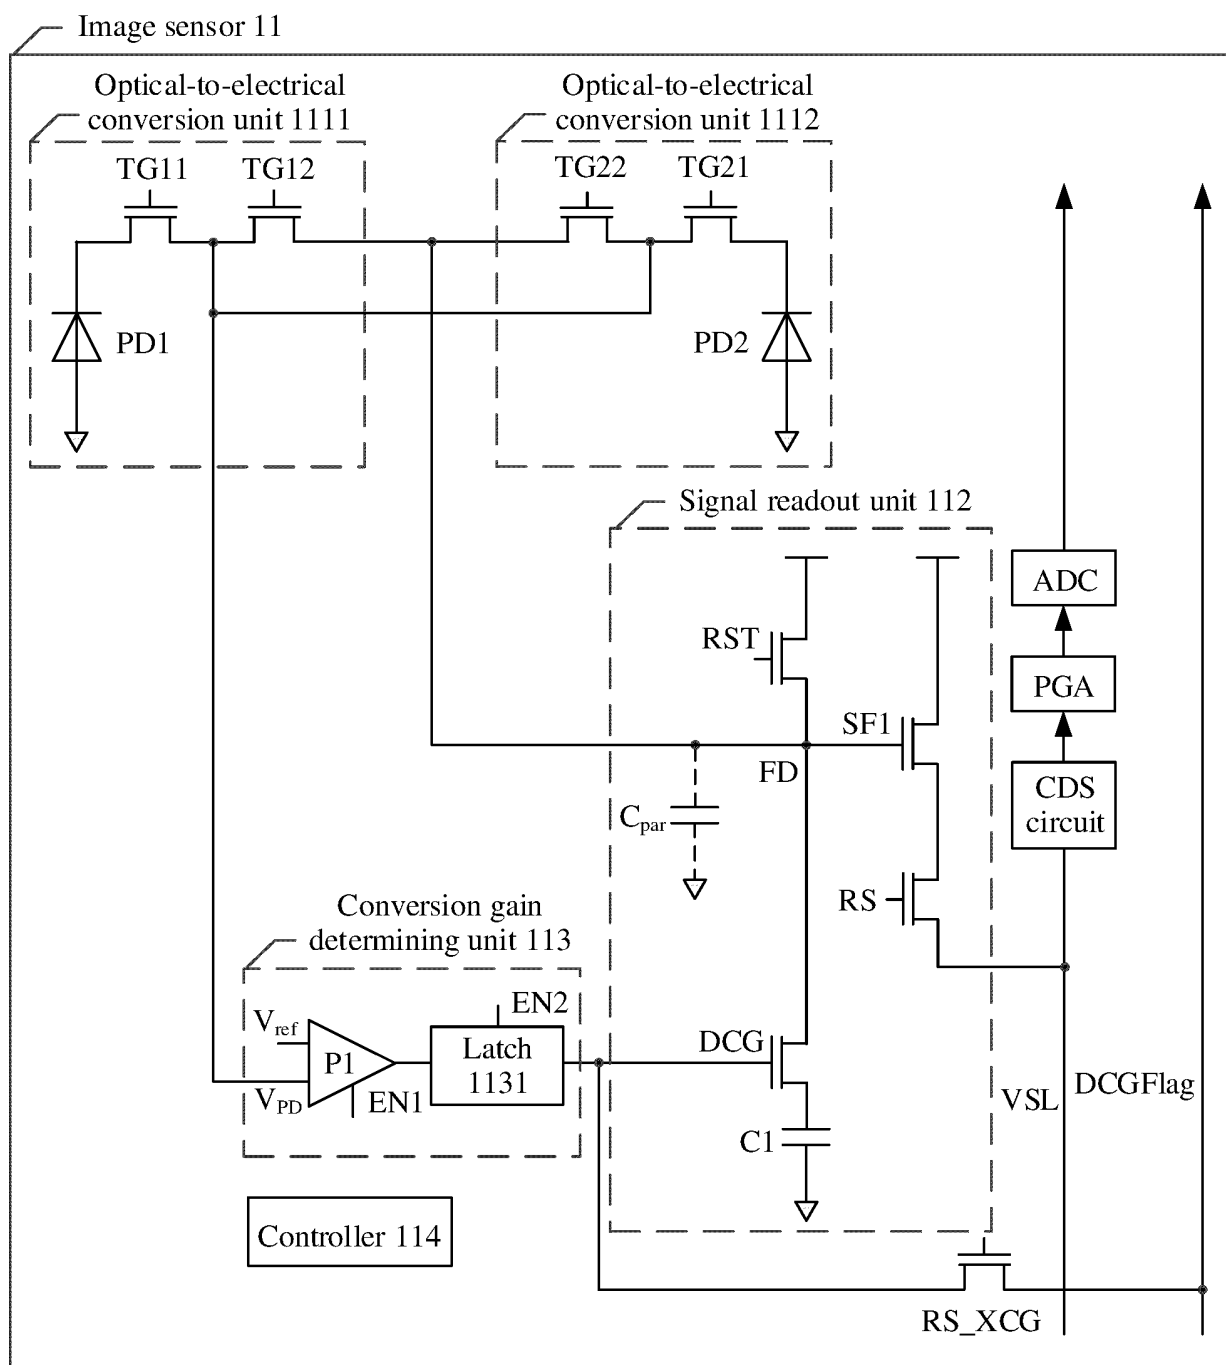 Image sensor 11
Optical-to-electrical
conversion unit 1111
Optical-to-electrical
conversion unit 1112
TG11
TG12
TG22
TG21
PD1
PD2
Signal readout unit 112
ADC
RST
PGA
SF1
FD
CDS
circuit
Cpar
RS
Conversion gain
determining unit 113
EN2
Vref
P1
Latch
1131
DCG
VPD
EN1
VSL
DCGFlag
C1
Controller 114
RS_XCG